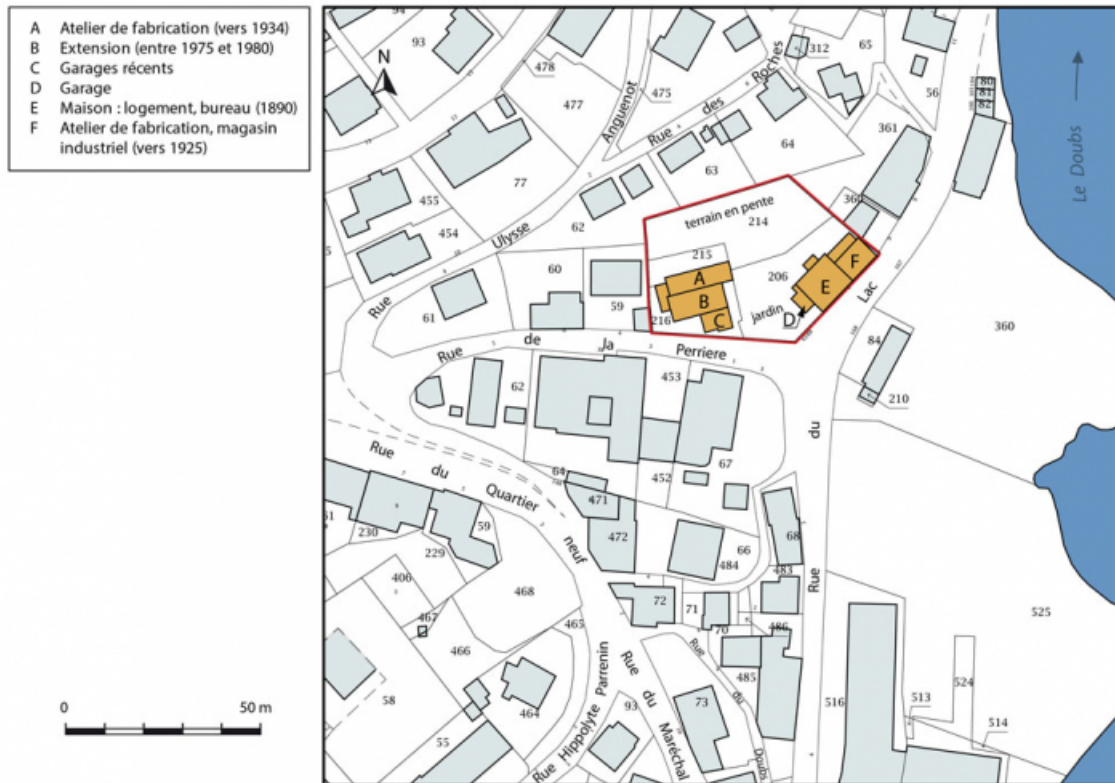 A Atelier de fabrication (vers 1934)
B Extension (entre 1975 et 1980)
C Garages récents
D Garage
E Maison : logement, bureau (1890)
F Atelier de fabrication, magasin
industriel (vers 1925)
N
94
93
478
477
475
Anguenot
Rue des Roches
312
65
56
80
81
82
Le Doubs
361
64
63
77
455
454
62
Rue Ulysse
terrain en pente
214
360
215
A
B
C
216
206
E
F
jardin
D
60
59
61
Rue de la Perriere
Rue du Lac
84
210
62
453
67
452
64
471
472
Rue du Quartier neuf
59
230
229
406
467
466
468
465
464
58
55
66
484
68
483
72
71
70
486
485
Rue du Doubs
73
93
Rue Hippolyte Parrenin
Rue du Maréchal
516
513
524
514
525
0 50 m